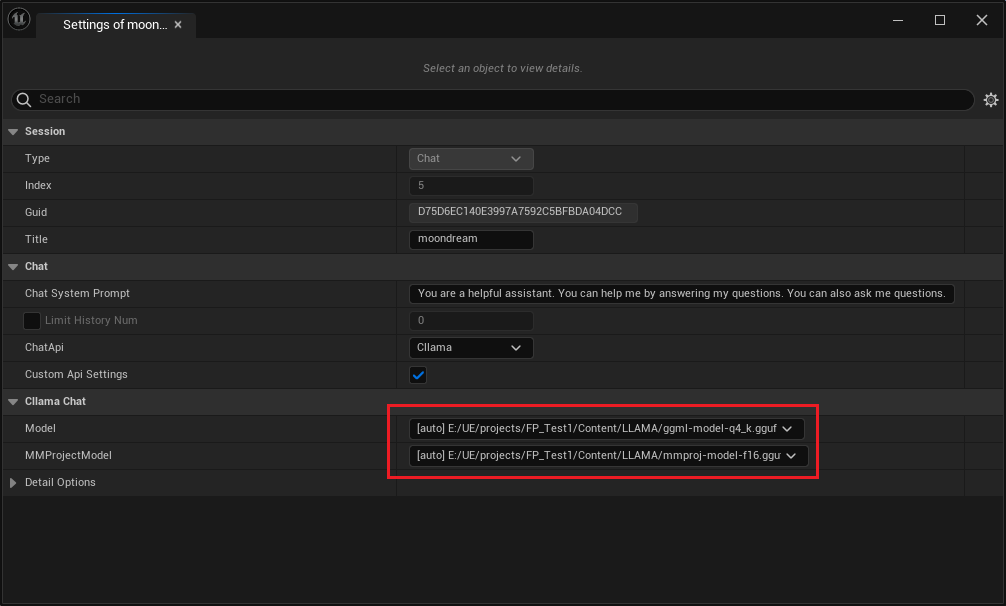 Settings of moon...
Select an object to view details.
Search
Session
Type Chat
Index 5
Guid D75D6EC140E3997A7592C5BFBDA04DCC
Title moondream
Chat
Chat System Prompt You are a helpful assistant. You can help me by answering my questions. You can also ask me questions.
Limit History Num 0
ChatApi Cllama
Custom Api Settings
Cllama Chat
Model [auto] E:/UE/projects/FP_Test1/Content/LLAMA/ggml-model-q4_k.gguf
MMProjectModel [auto] E:/UE/projects/FP_Test1/Content/LLAMA/mmproj-model-f16.gguf
Detail Options